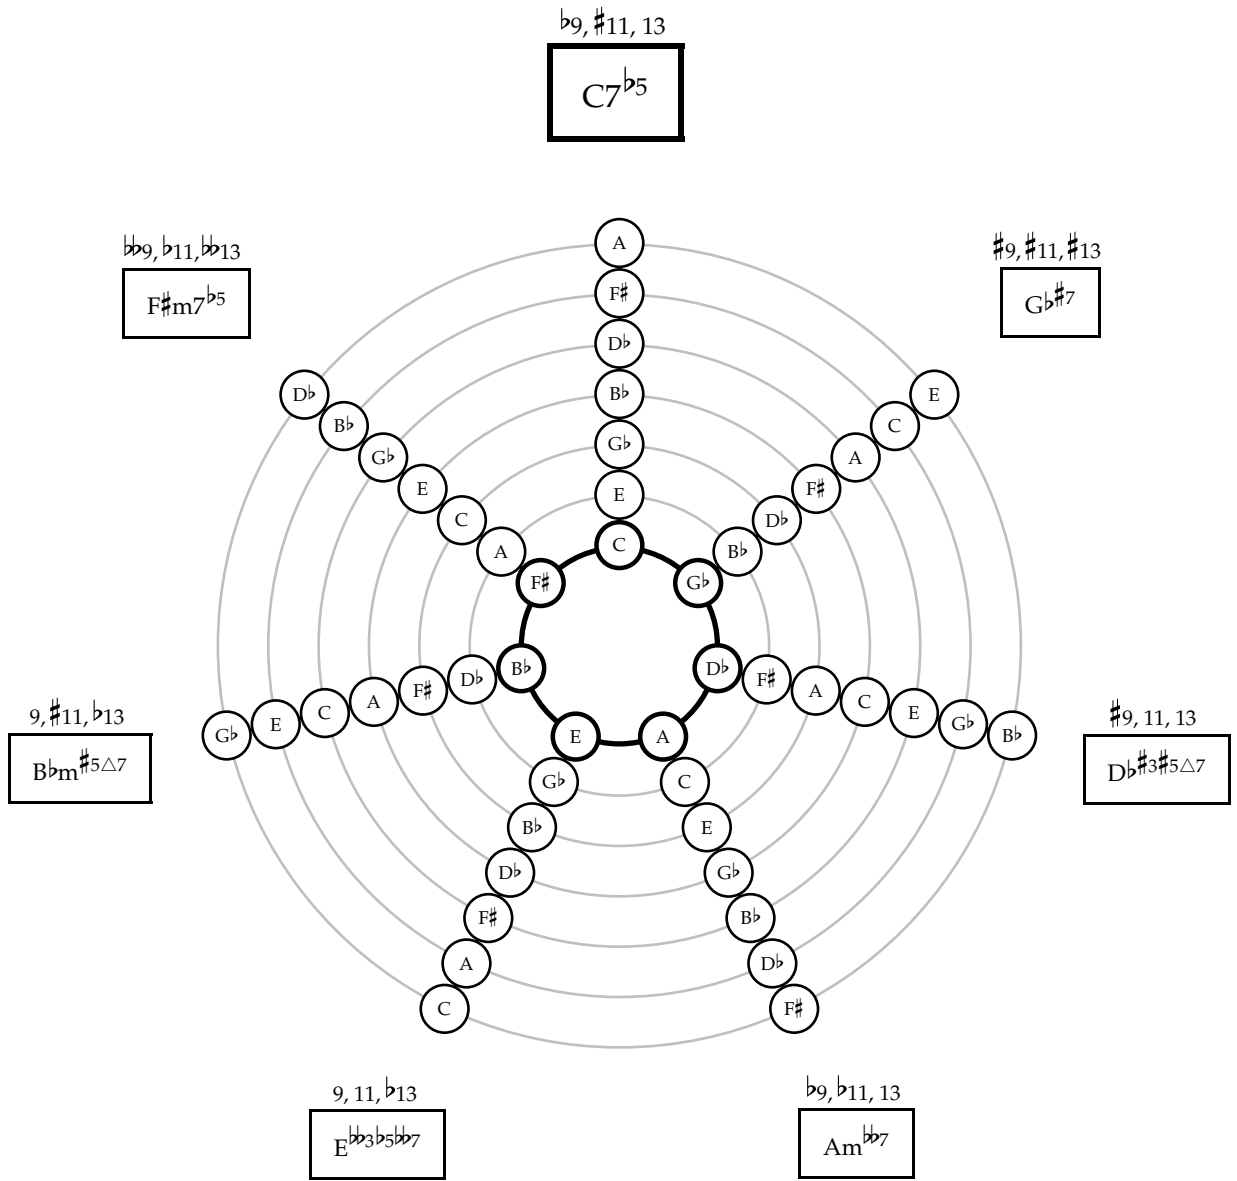 ♭9, ♯11, 13
C7♭5
♭♭9, ♭11, ♭♭13
F♯m7♭5
♯9, ♯11, ♯13
G♭♯7
A
F♯
D♭
B♭
G♭
E
C
D♭
B♭
G♭
E
C
A
F♯
E
C
A
F♯
D♭
B♭
G♭
9, ♯11, ♭13
B♭m♯5△7
G♭
E
C
A
F♯
D♭
B♭
D♭
F♯
A
C
E
G♭
B♭
♯9, 11, 13
D♭♯3♯5△7
E
G♭
B♭
D♭
F♯
A
C
A
C
E
G♭
B♭
D♭
F♯
9, 11, ♭13
E♭♭3♭5♭♭7
♭9, ♭11, 13
Am♭♭7